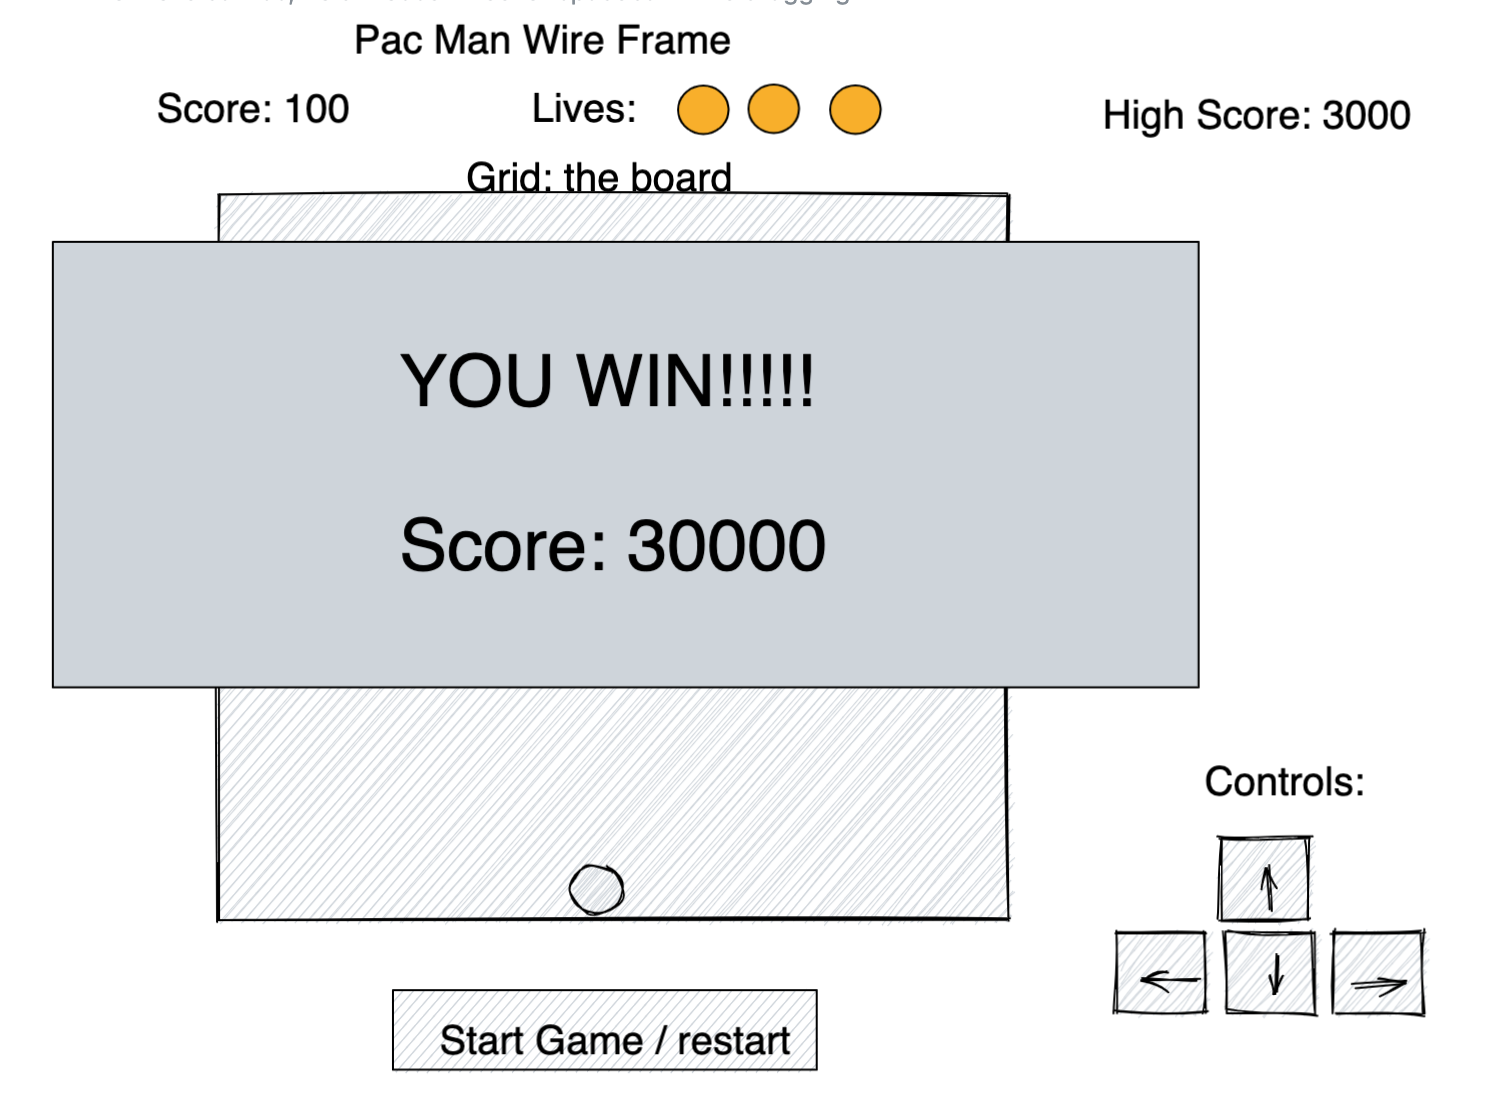 Pac Man Wire Frame
Score: 100
Lives:
High Score: 3000
Grid: the board
YOU WIN!!!!!
Score: 30000
Controls:
Start Game / restart